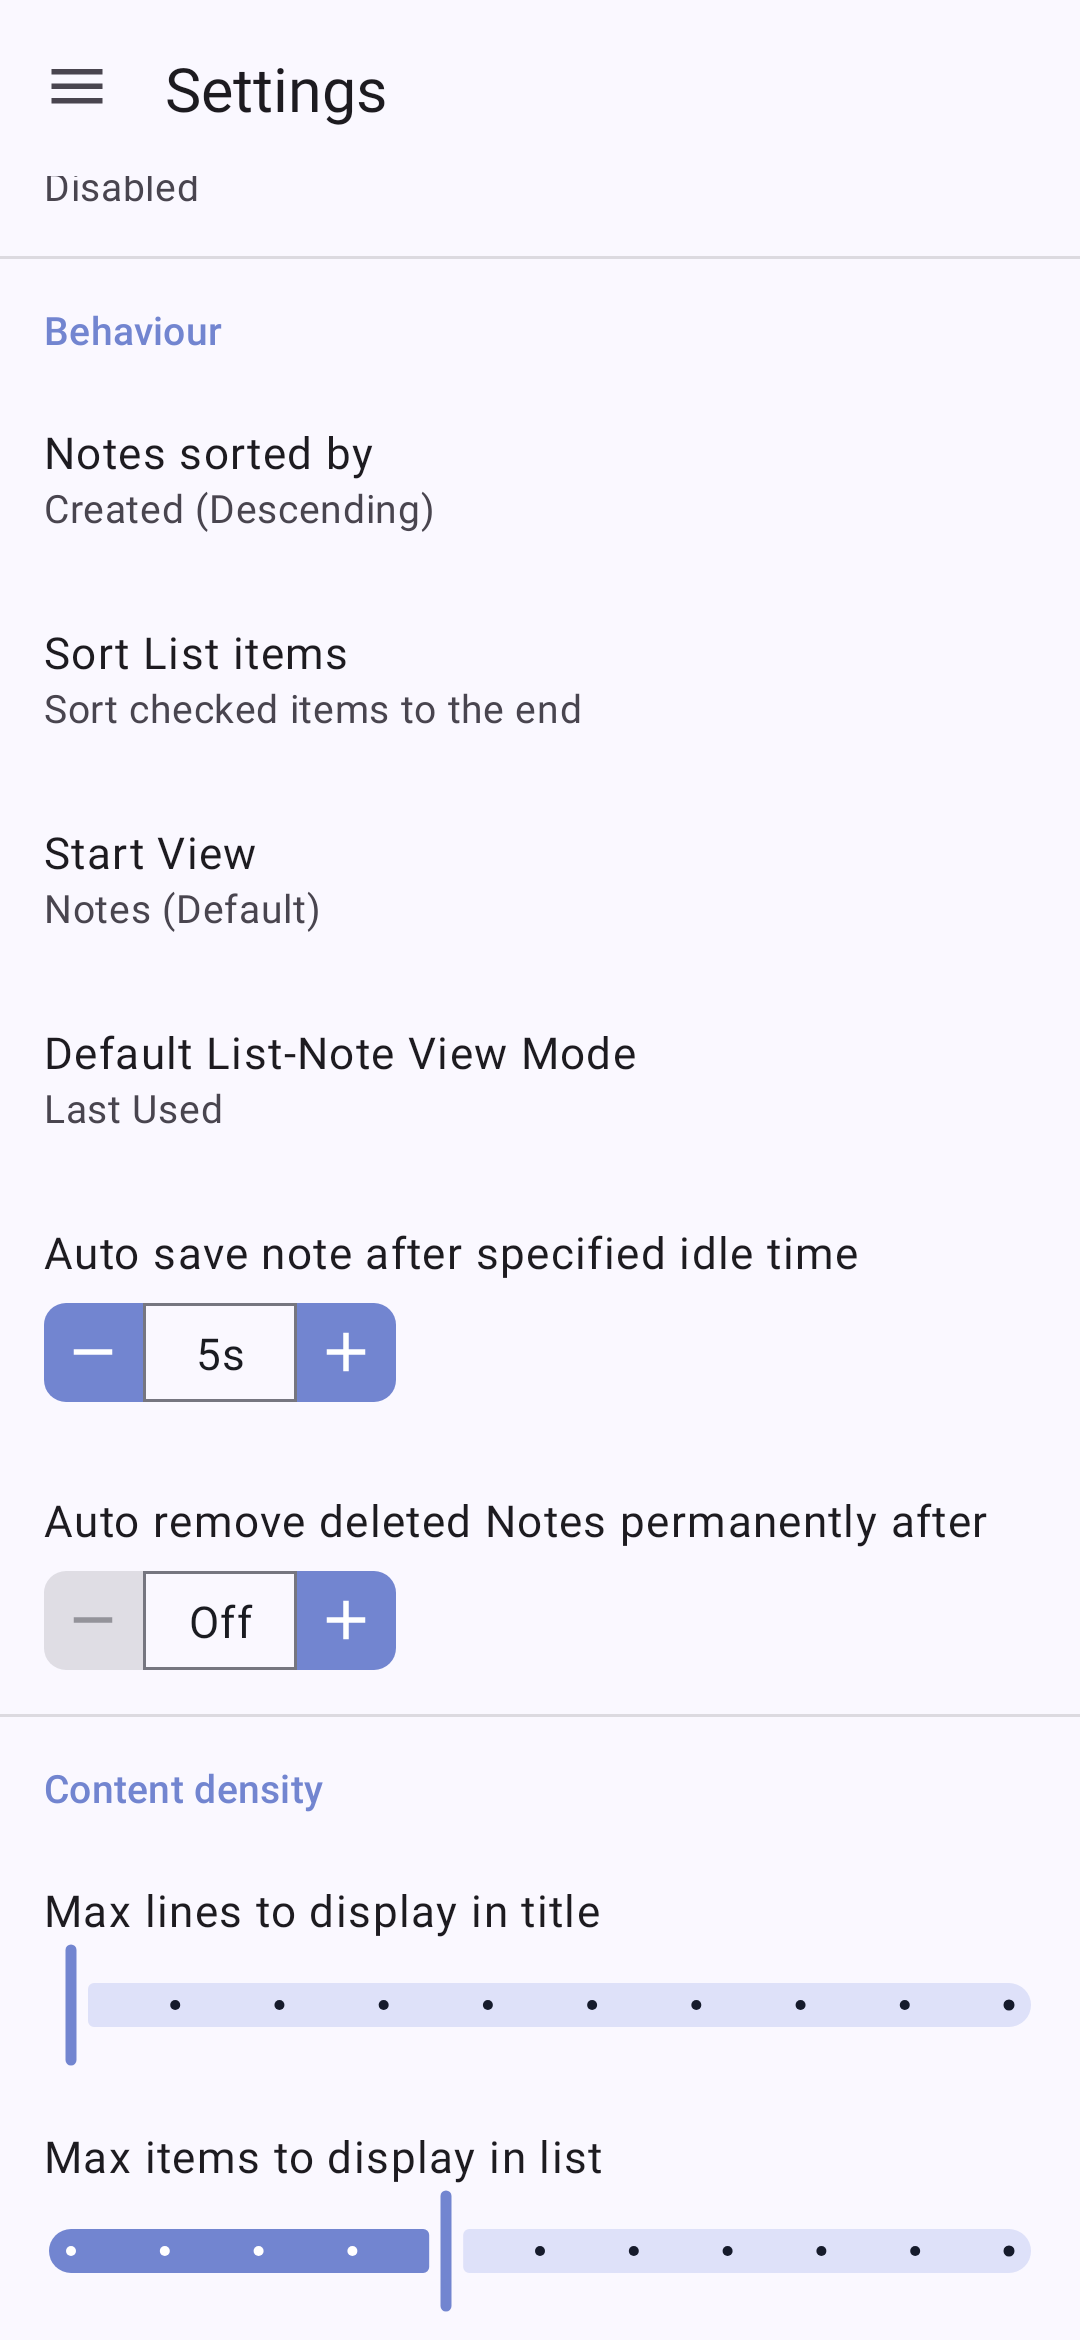 Settings
Disabled
Behaviour
Notes sorted by
Created (Descending)
Sort List items
Sort checked items to the end
Start View
Notes (Default)
Default List-Note View Mode
Last Used
Auto save note after specified idle time
5s
Auto remove deleted Notes permanently after
Off
Content density
Max lines to display in title
Max items to display in list